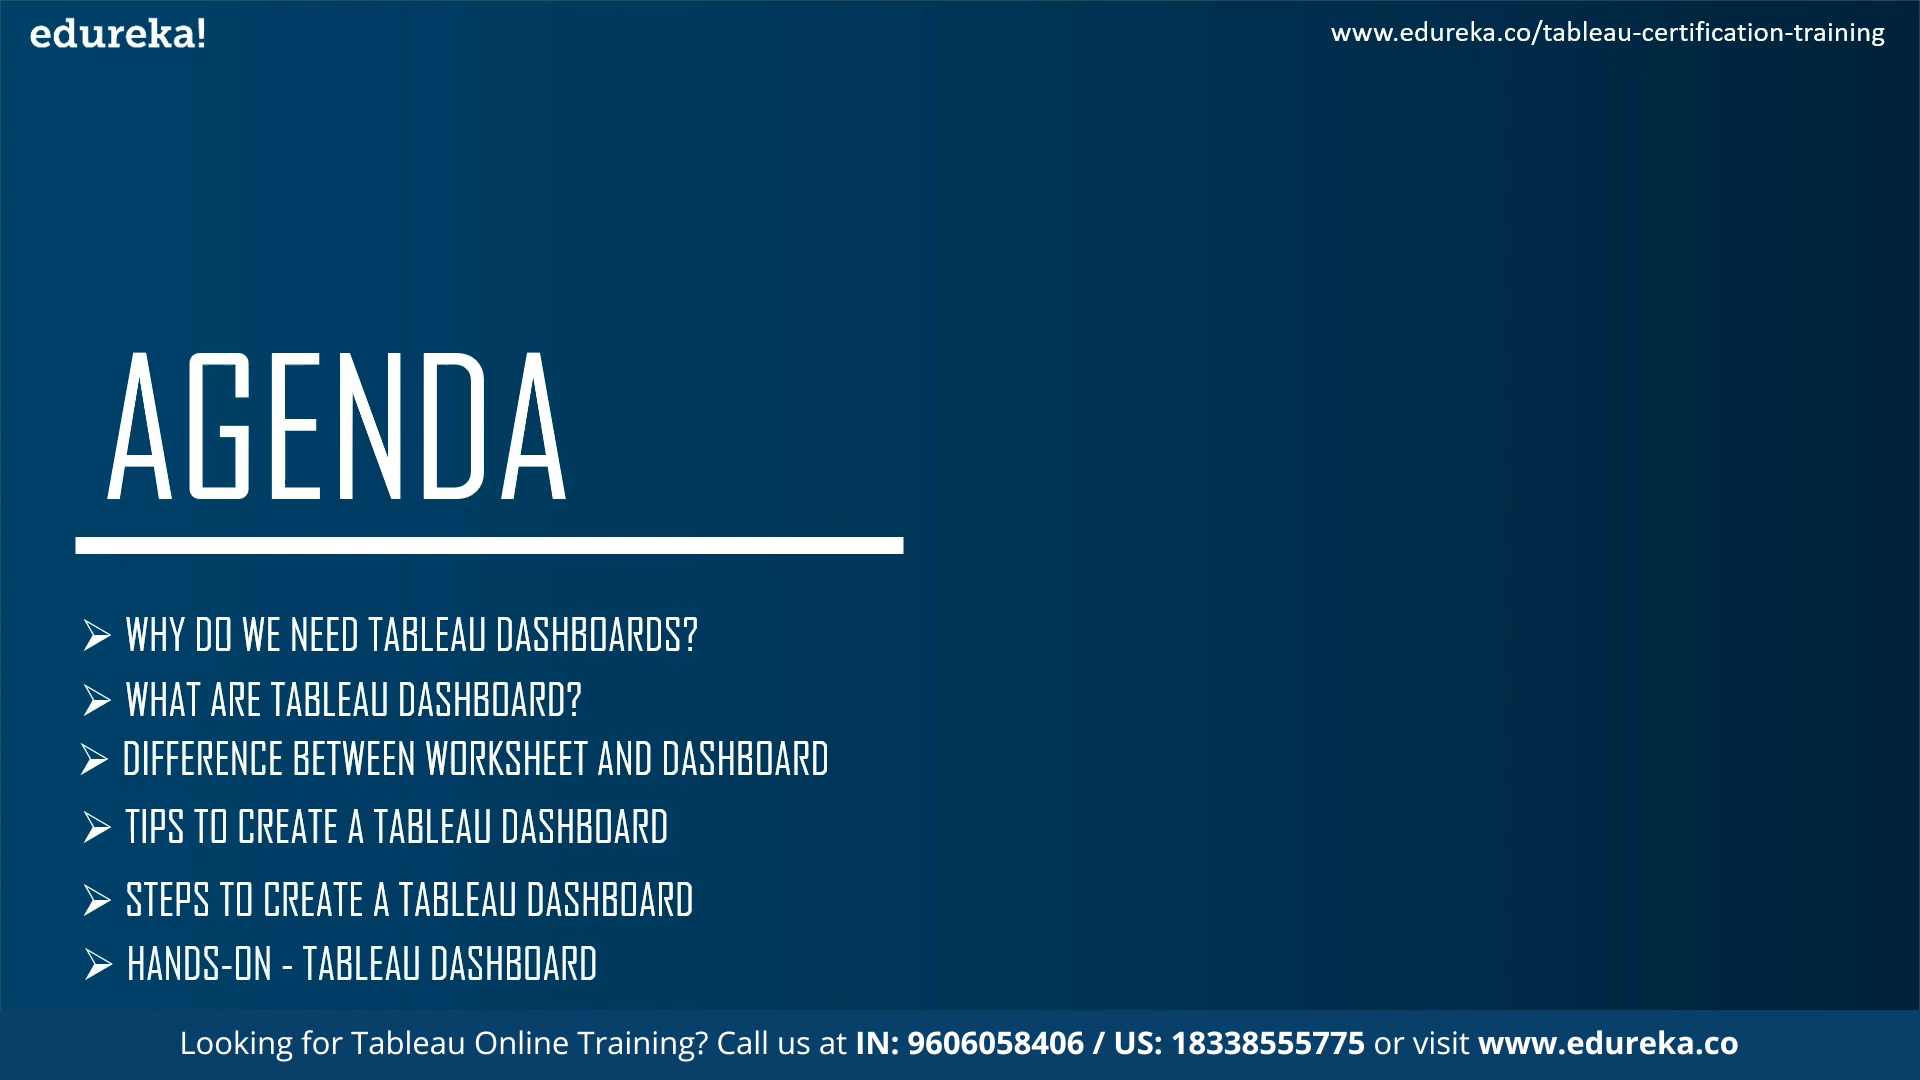 edureka!
www.edureka.co/tableau-certification-training
AGENDA
➢ WHY DO WE NEED TABLEAU DASHBOARDS?
➢ WHAT ARE TABLEAU DASHBOARD?
➢ DIFFERENCE BETWEEN WORKSHEET AND DASHBOARD
➢ TIPS TO CREATE A TABLEAU DASHBOARD
➢ STEPS TO CREATE A TABLEAU DASHBOARD
➢ HANDS-ON - TABLEAU DASHBOARD
Looking for Tableau Online Training? Call us at IN: 9606058406 / US: 18338555775 or visit www.edureka.co